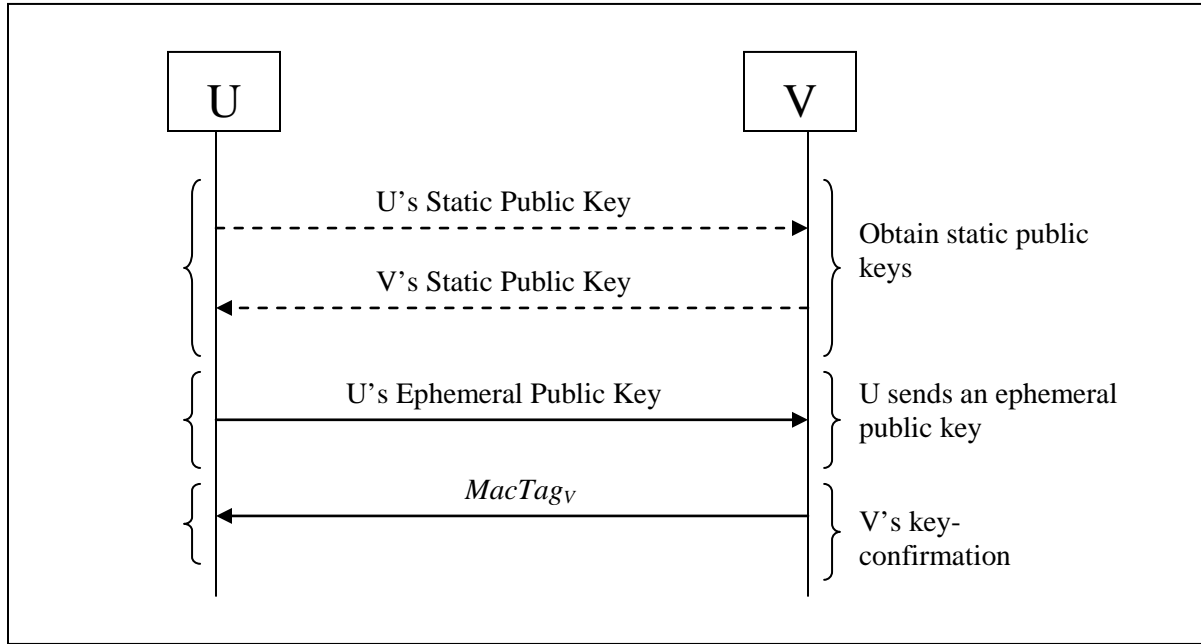 U
V
U’s Static Public Key
V’s Static Public Key
Obtain static public
keys
U’s Ephemeral Public Key
U sends an ephemeral
public key
MacTagV
V’s key-
confirmation